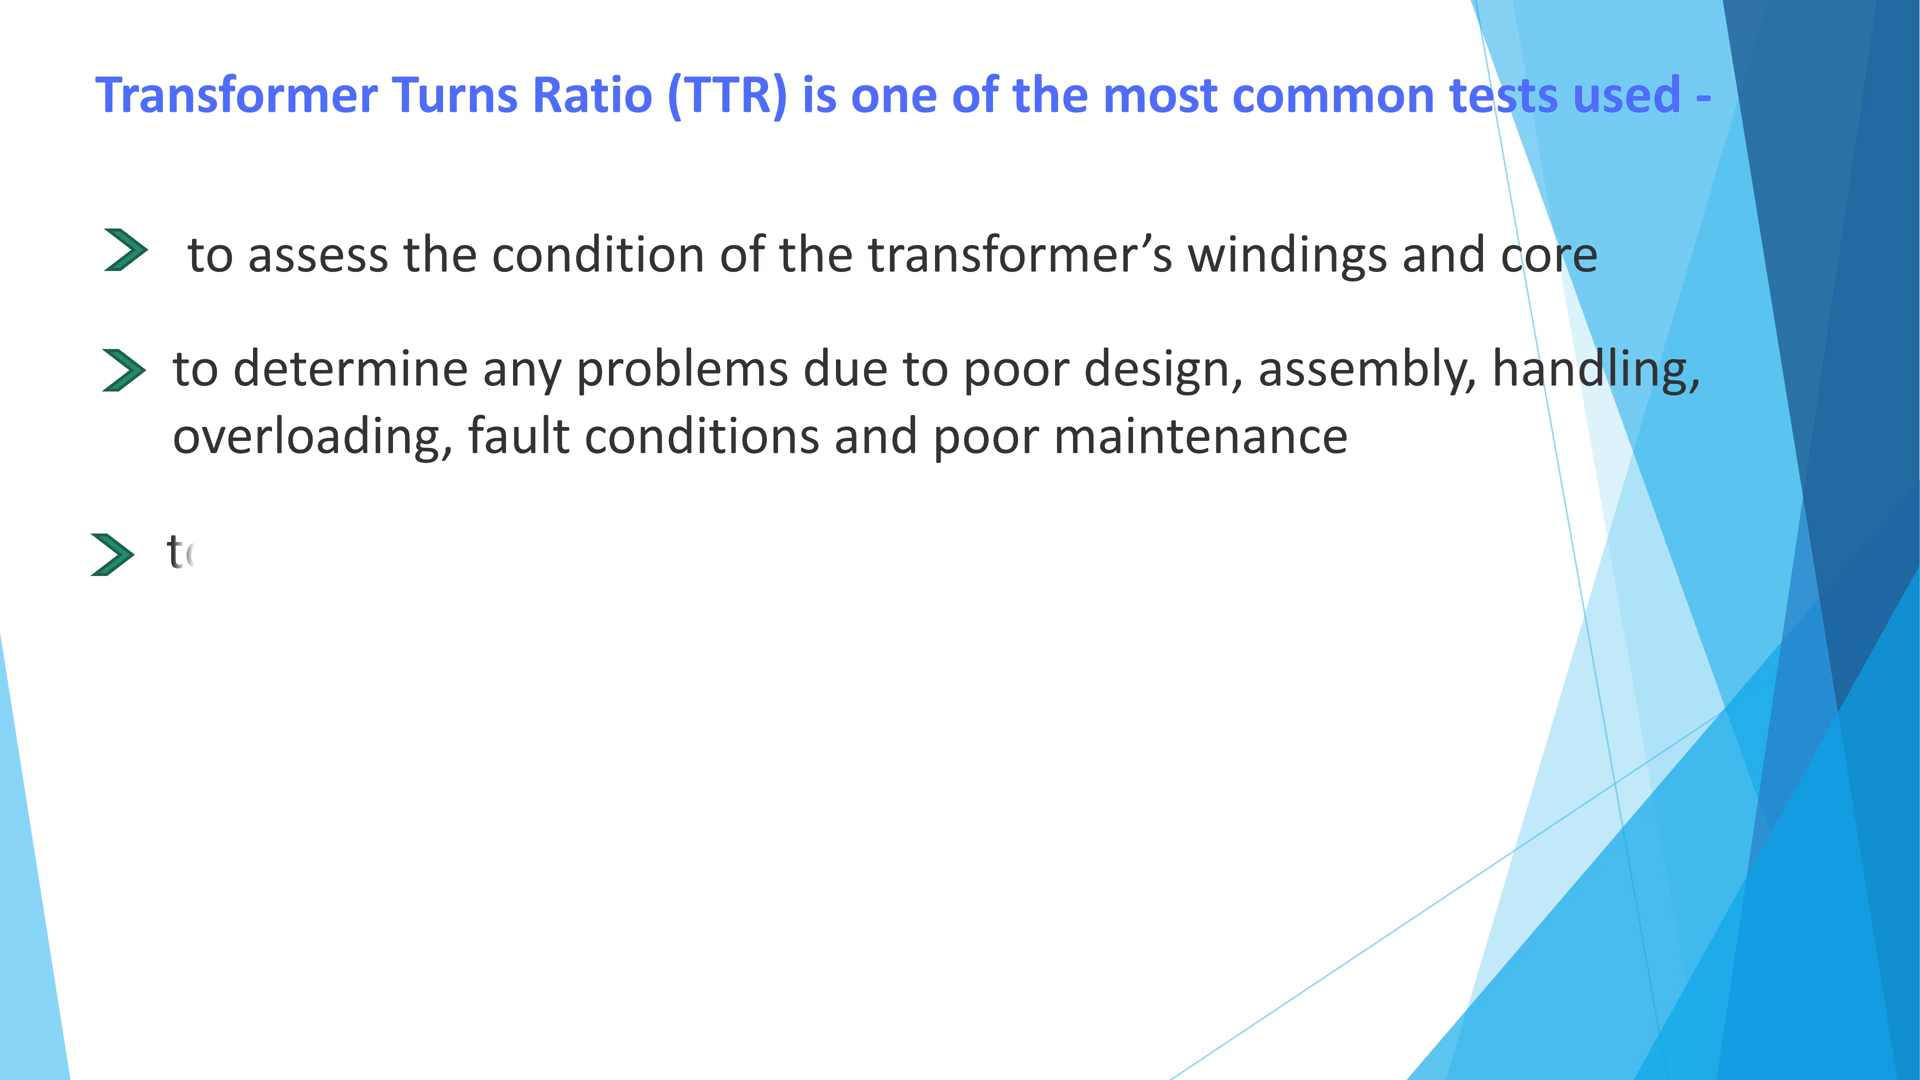 Transformer Turns Ratio (TTR) is one of the most common tests used -
to assess the condition of the transformer’s windings and core
to determine any problems due to poor design, assembly, handling,
overloading, fault conditions and poor maintenance